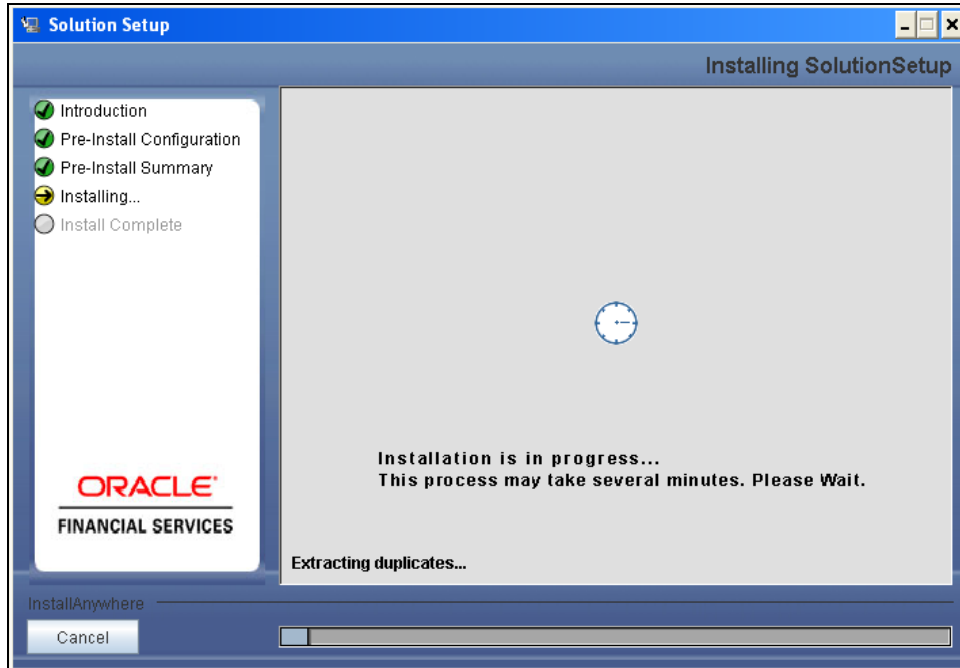 Solution Setup
Installing SolutionSetup
Introduction
Pre-Install Configuration
Pre-Install Summary
Installing...
Install Complete
ORACLE
FINANCIAL SERVICES
Installation is in progress...
This process may take several minutes. Please Wait.
Extracting duplicates...
InstallAnywhere
Cancel